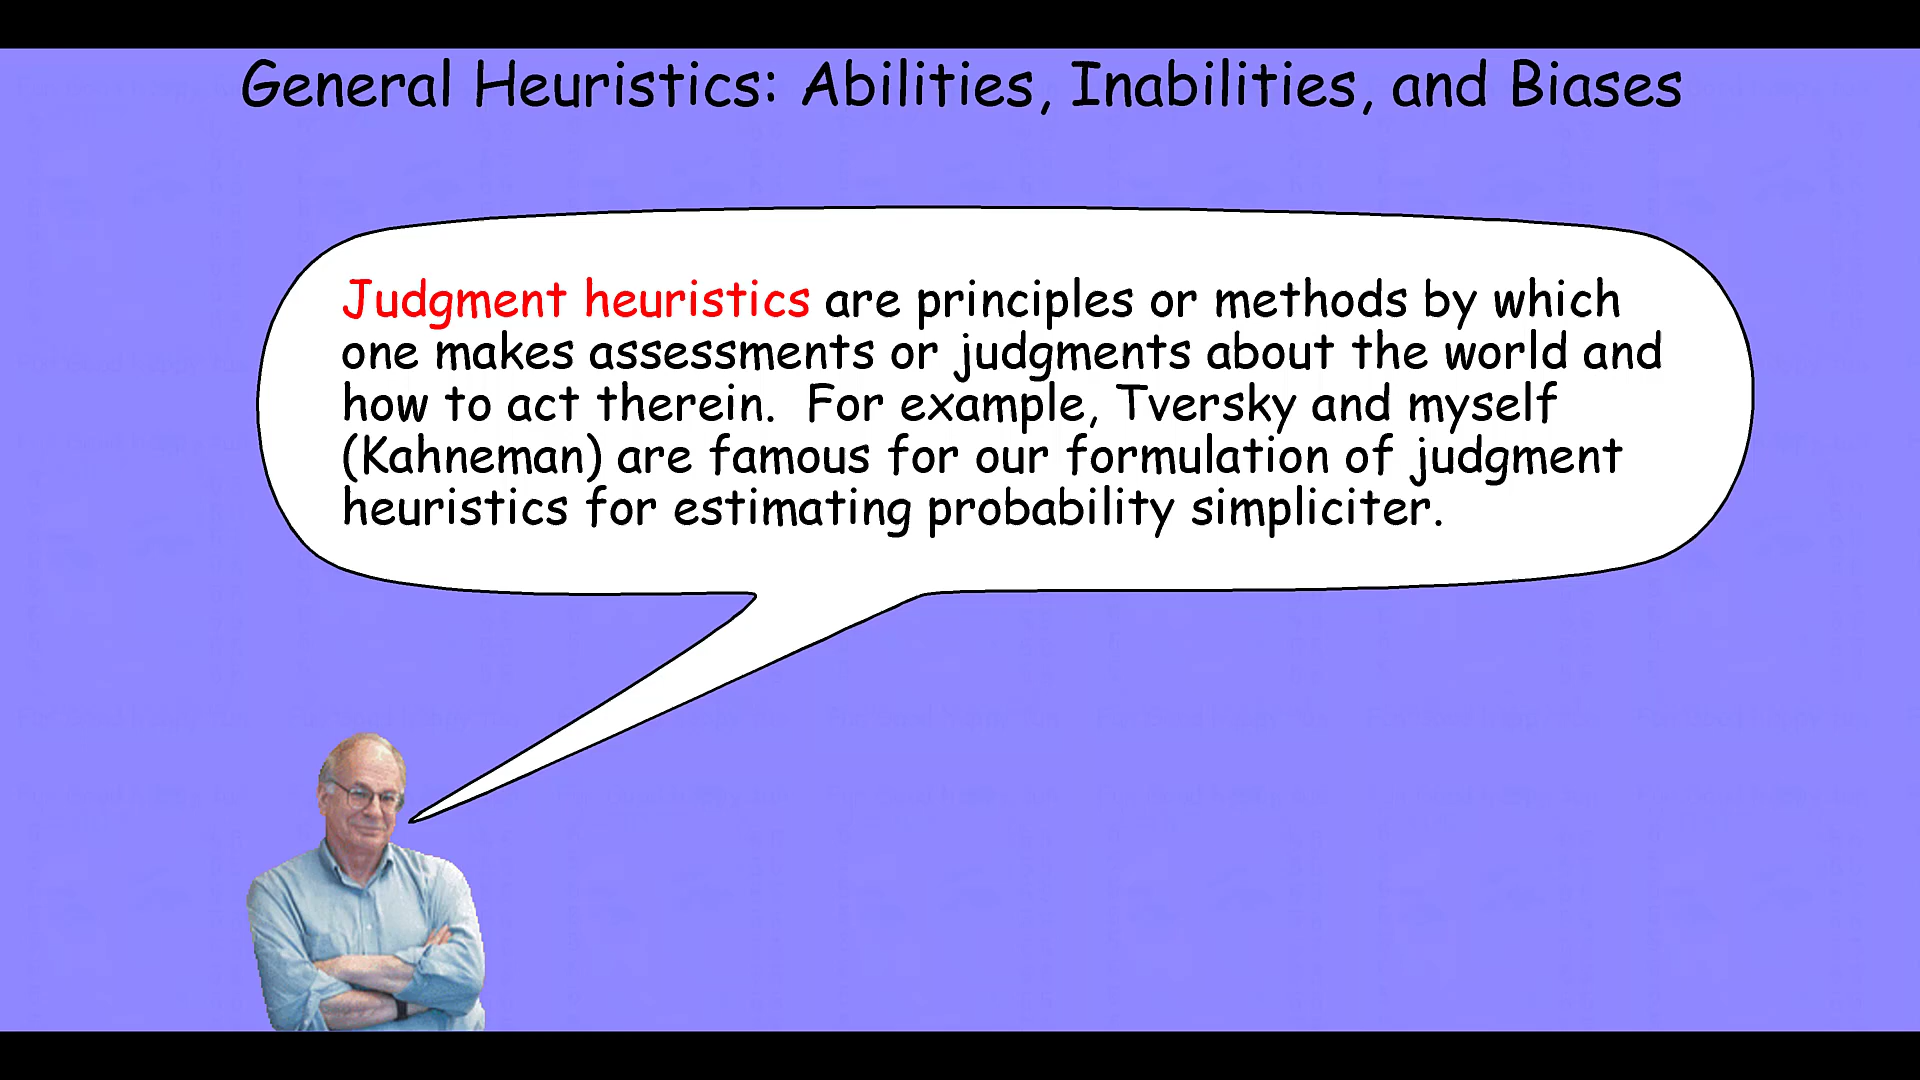 General Heuristics: Abilities, Inabilities, and Biases
Judgment heuristics are principles or methods by which
one makes assessments or judgments about the world and
how to act therein.  For example, Tversky and myself
(Kahneman) are famous for our formulation of judgment
heuristics for estimating probability simpliciter.